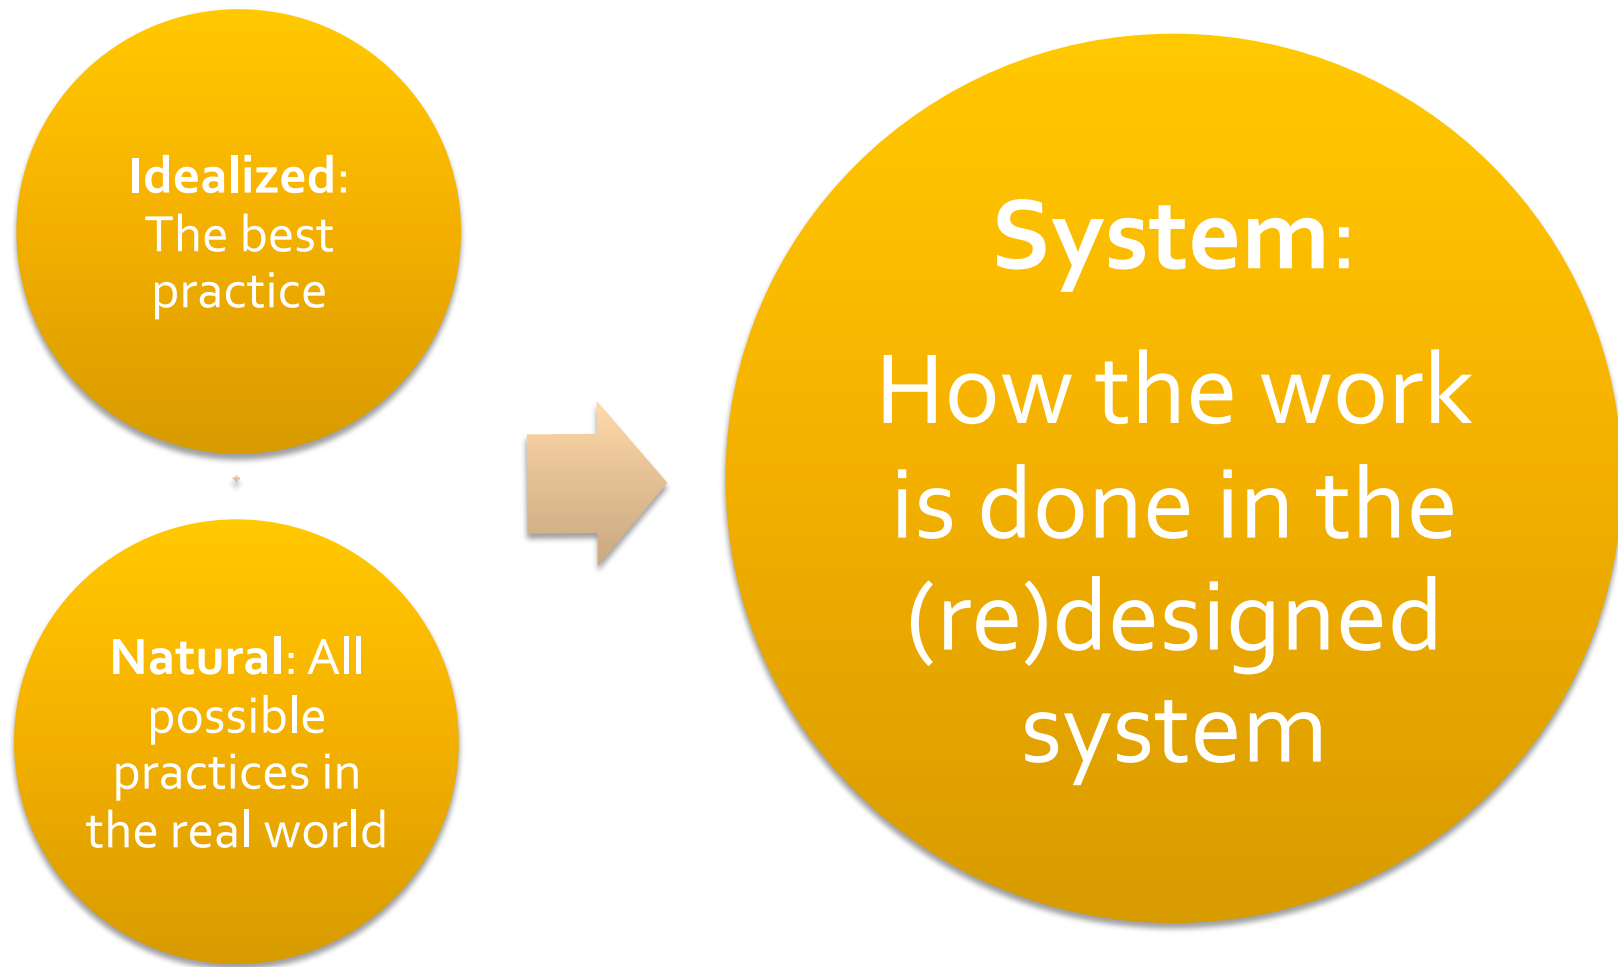 Idealized:
The best
practice
+
Natural: All
possible
practices in
the real world
System:
How the work
is done in the
(re)designed
system